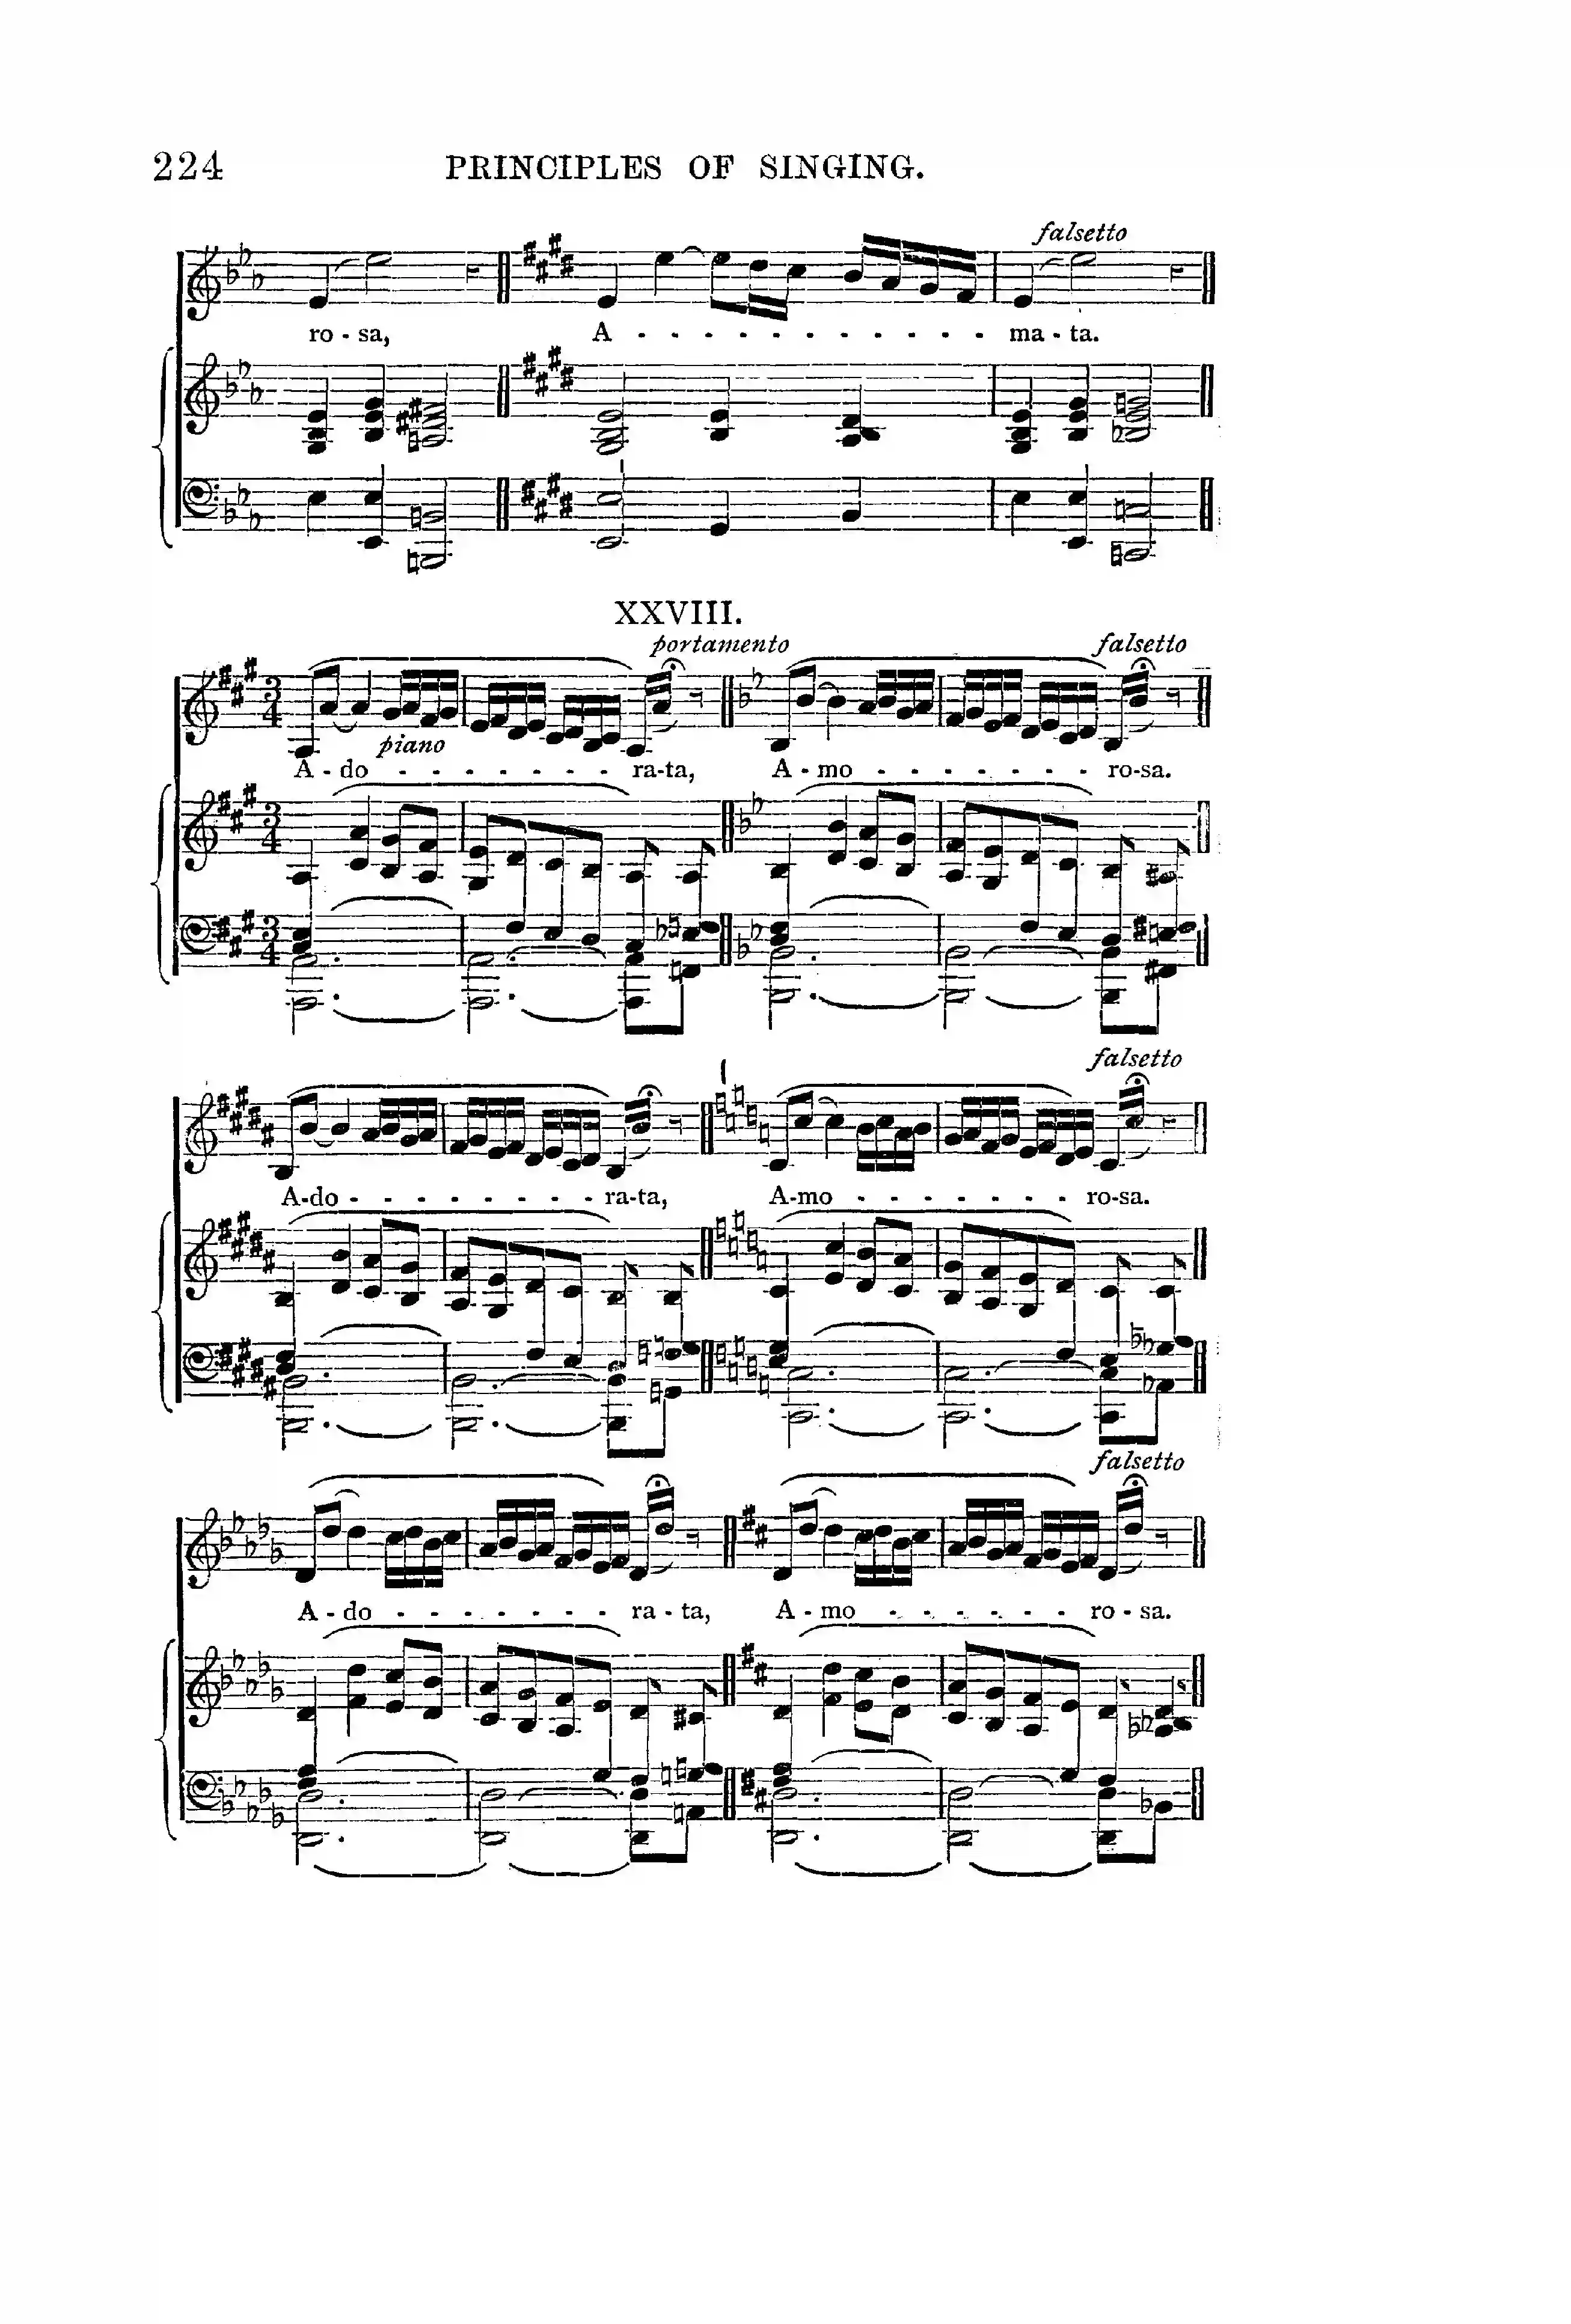 224 PRINCIPLES OF SINGING.
falsetto
ro - sa, A - - - - - - - - - - - ma - ta.
XXVIII.
portamento falsetto
piano
A - do - - - - - - - ra-ta, A - mo - - - - - - - ro-sa.
falsetto
A-do - - - - - - - - ra-ta, A-mo - - - - - - - ro-sa.
falsetto
A - do - - - - - - - ra - ta, A - mo - - - - - - ro - sa.